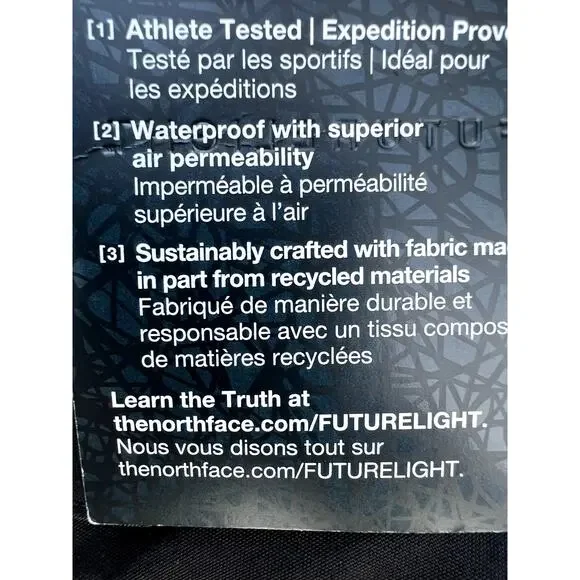 [1] Athlete Tested | Expedition Prove
Testé par les sportifs | Idéal pour
les expéditions
[2] Waterproof with superior
air permeability
Imperméable à perméabilité
supérieure à l'air
[3] Sustainably crafted with fabric ma
in part from recycled materials
Fabriqué de manière durable et
responsable avec un tissu compos
de matières recyclées
Learn the Truth at
thenorthface.com/FUTURELIGHT.
Nous vous disons tout sur
thenorthface.com/FUTURELIGHT.